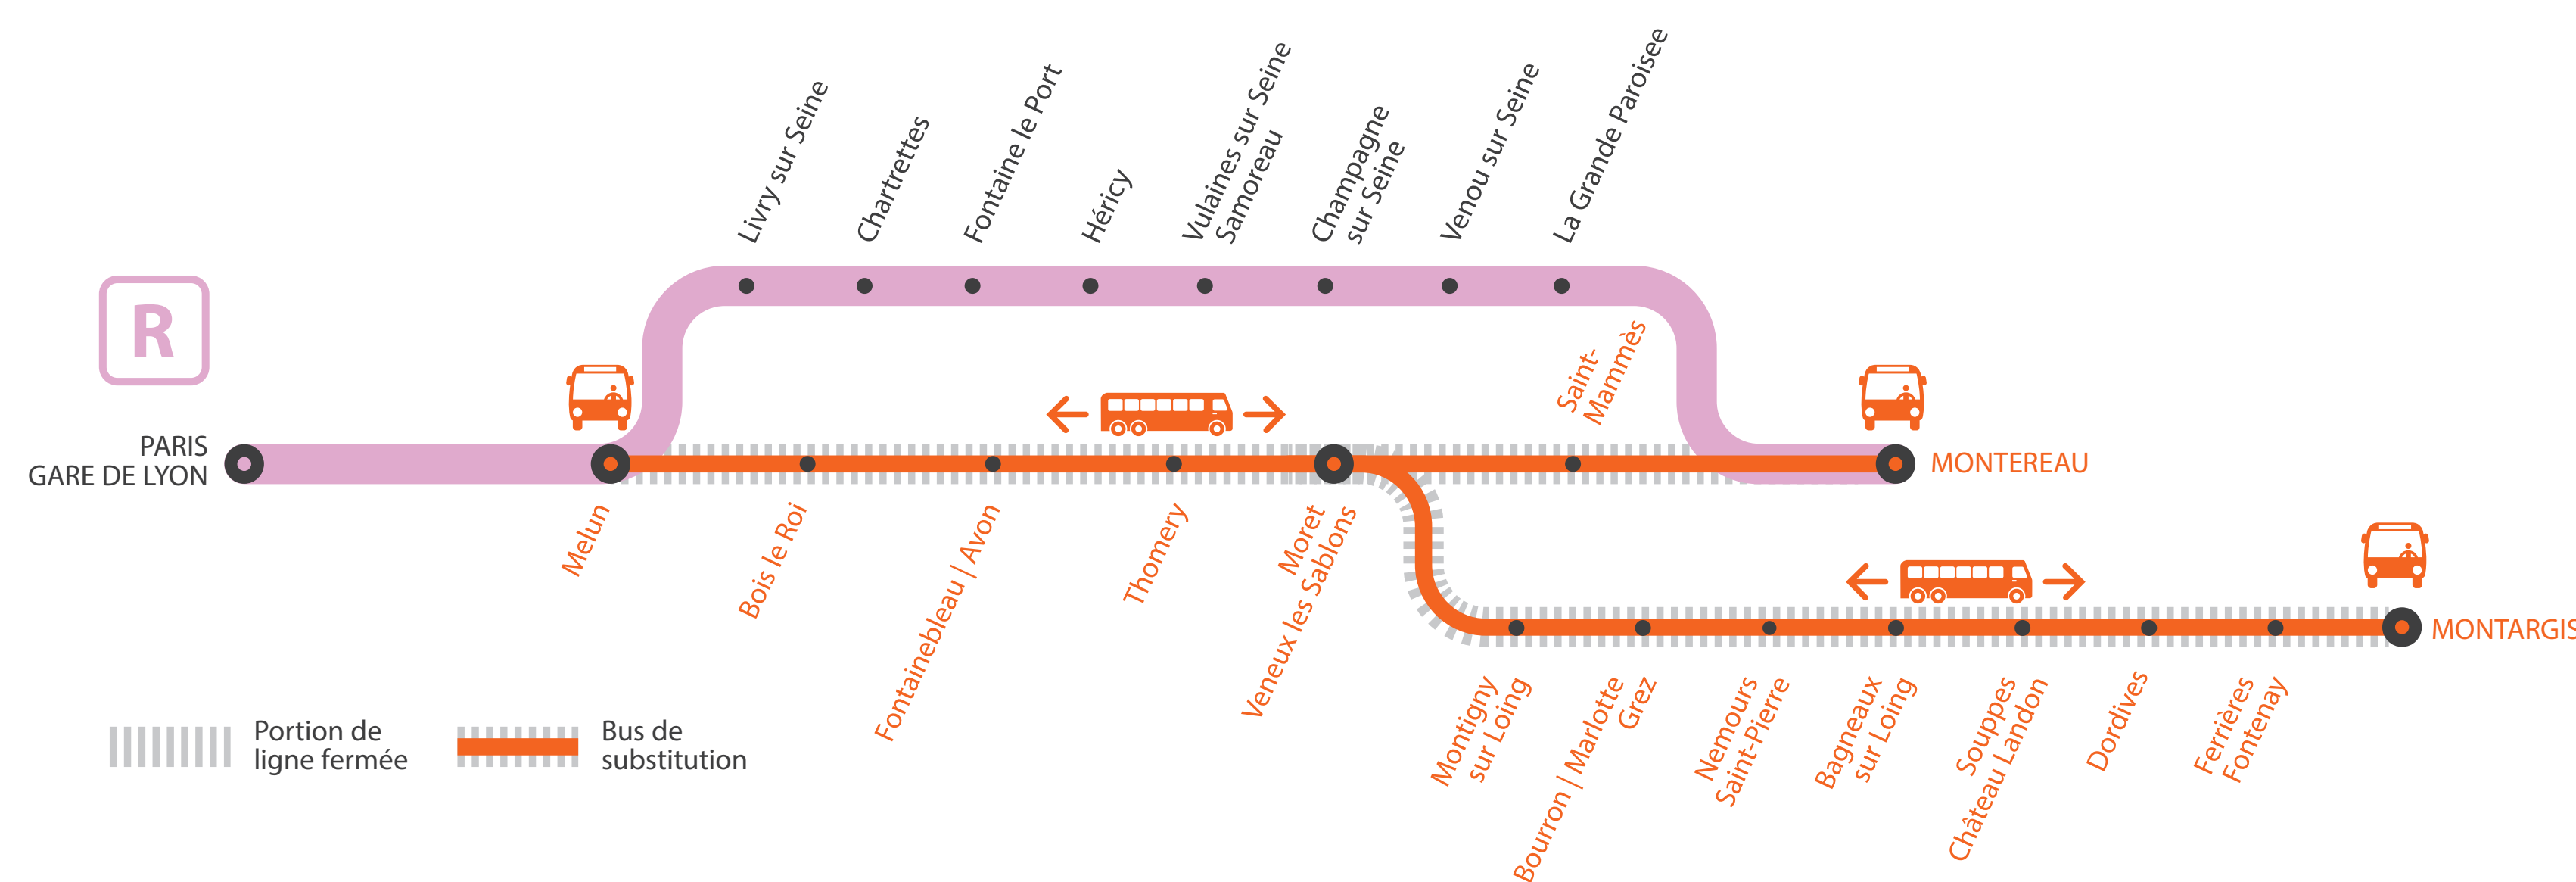 Livry sur Seine
Chartrettes
Fontaine le Port
Héricy
Vulaines sur Seine
Samoreau
Champagne
sur Seine
Venou sur Seine
La Grande Paroisee
R
Saint-
Mammès
PARIS
GARE DE LYON
MONTEREAU
Melun
Bois le Roi
Fontainebleau | Avon
Thomery
Moret
Veneux les Sablons
MONTARGIS
Montigny
sur Loing
Bourron | Marlotte
Grez
Nemours
Saint-Pierre
Bagneaux
sur Loing
Souppes
Château Landon
Dordives
Ferrières
Fontenay
Portion de
ligne fermée
Bus de
substitution